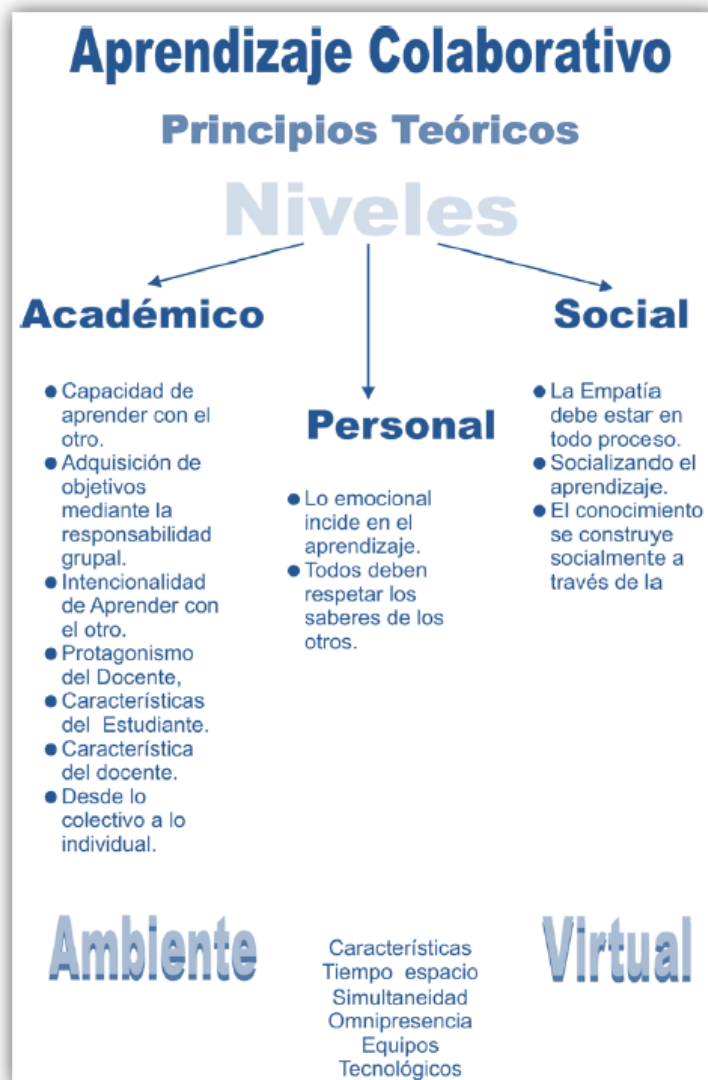 Aprendizaje Colaborativo
Principios Teóricos
Niveles
Académico
● Capacidad de
aprender con el
otro.
● Adquisición de
objetivos
mediante la
responsabilidad
grupal.
● Intencionalidad
de Aprender con
el otro.
● Protagonismo
del Docente,
● Características
del Estudiante.
● Característica
del docente.
● Desde lo
colectivo a lo
individual.
Personal
● Lo emocional
incide en el
aprendizaje.
● Todos deben
respetar los
saberes de los
otros.
Social
● La Empatía
debe estar en
todo proceso.
● Socializando el
aprendizaje.
● El conocimiento
se construye
socialmente a
través de la
Ambiente
Características
Tiempo espacio
Simultaneidad
Omnipresencia
Equipos
Tecnológicos
Virtual